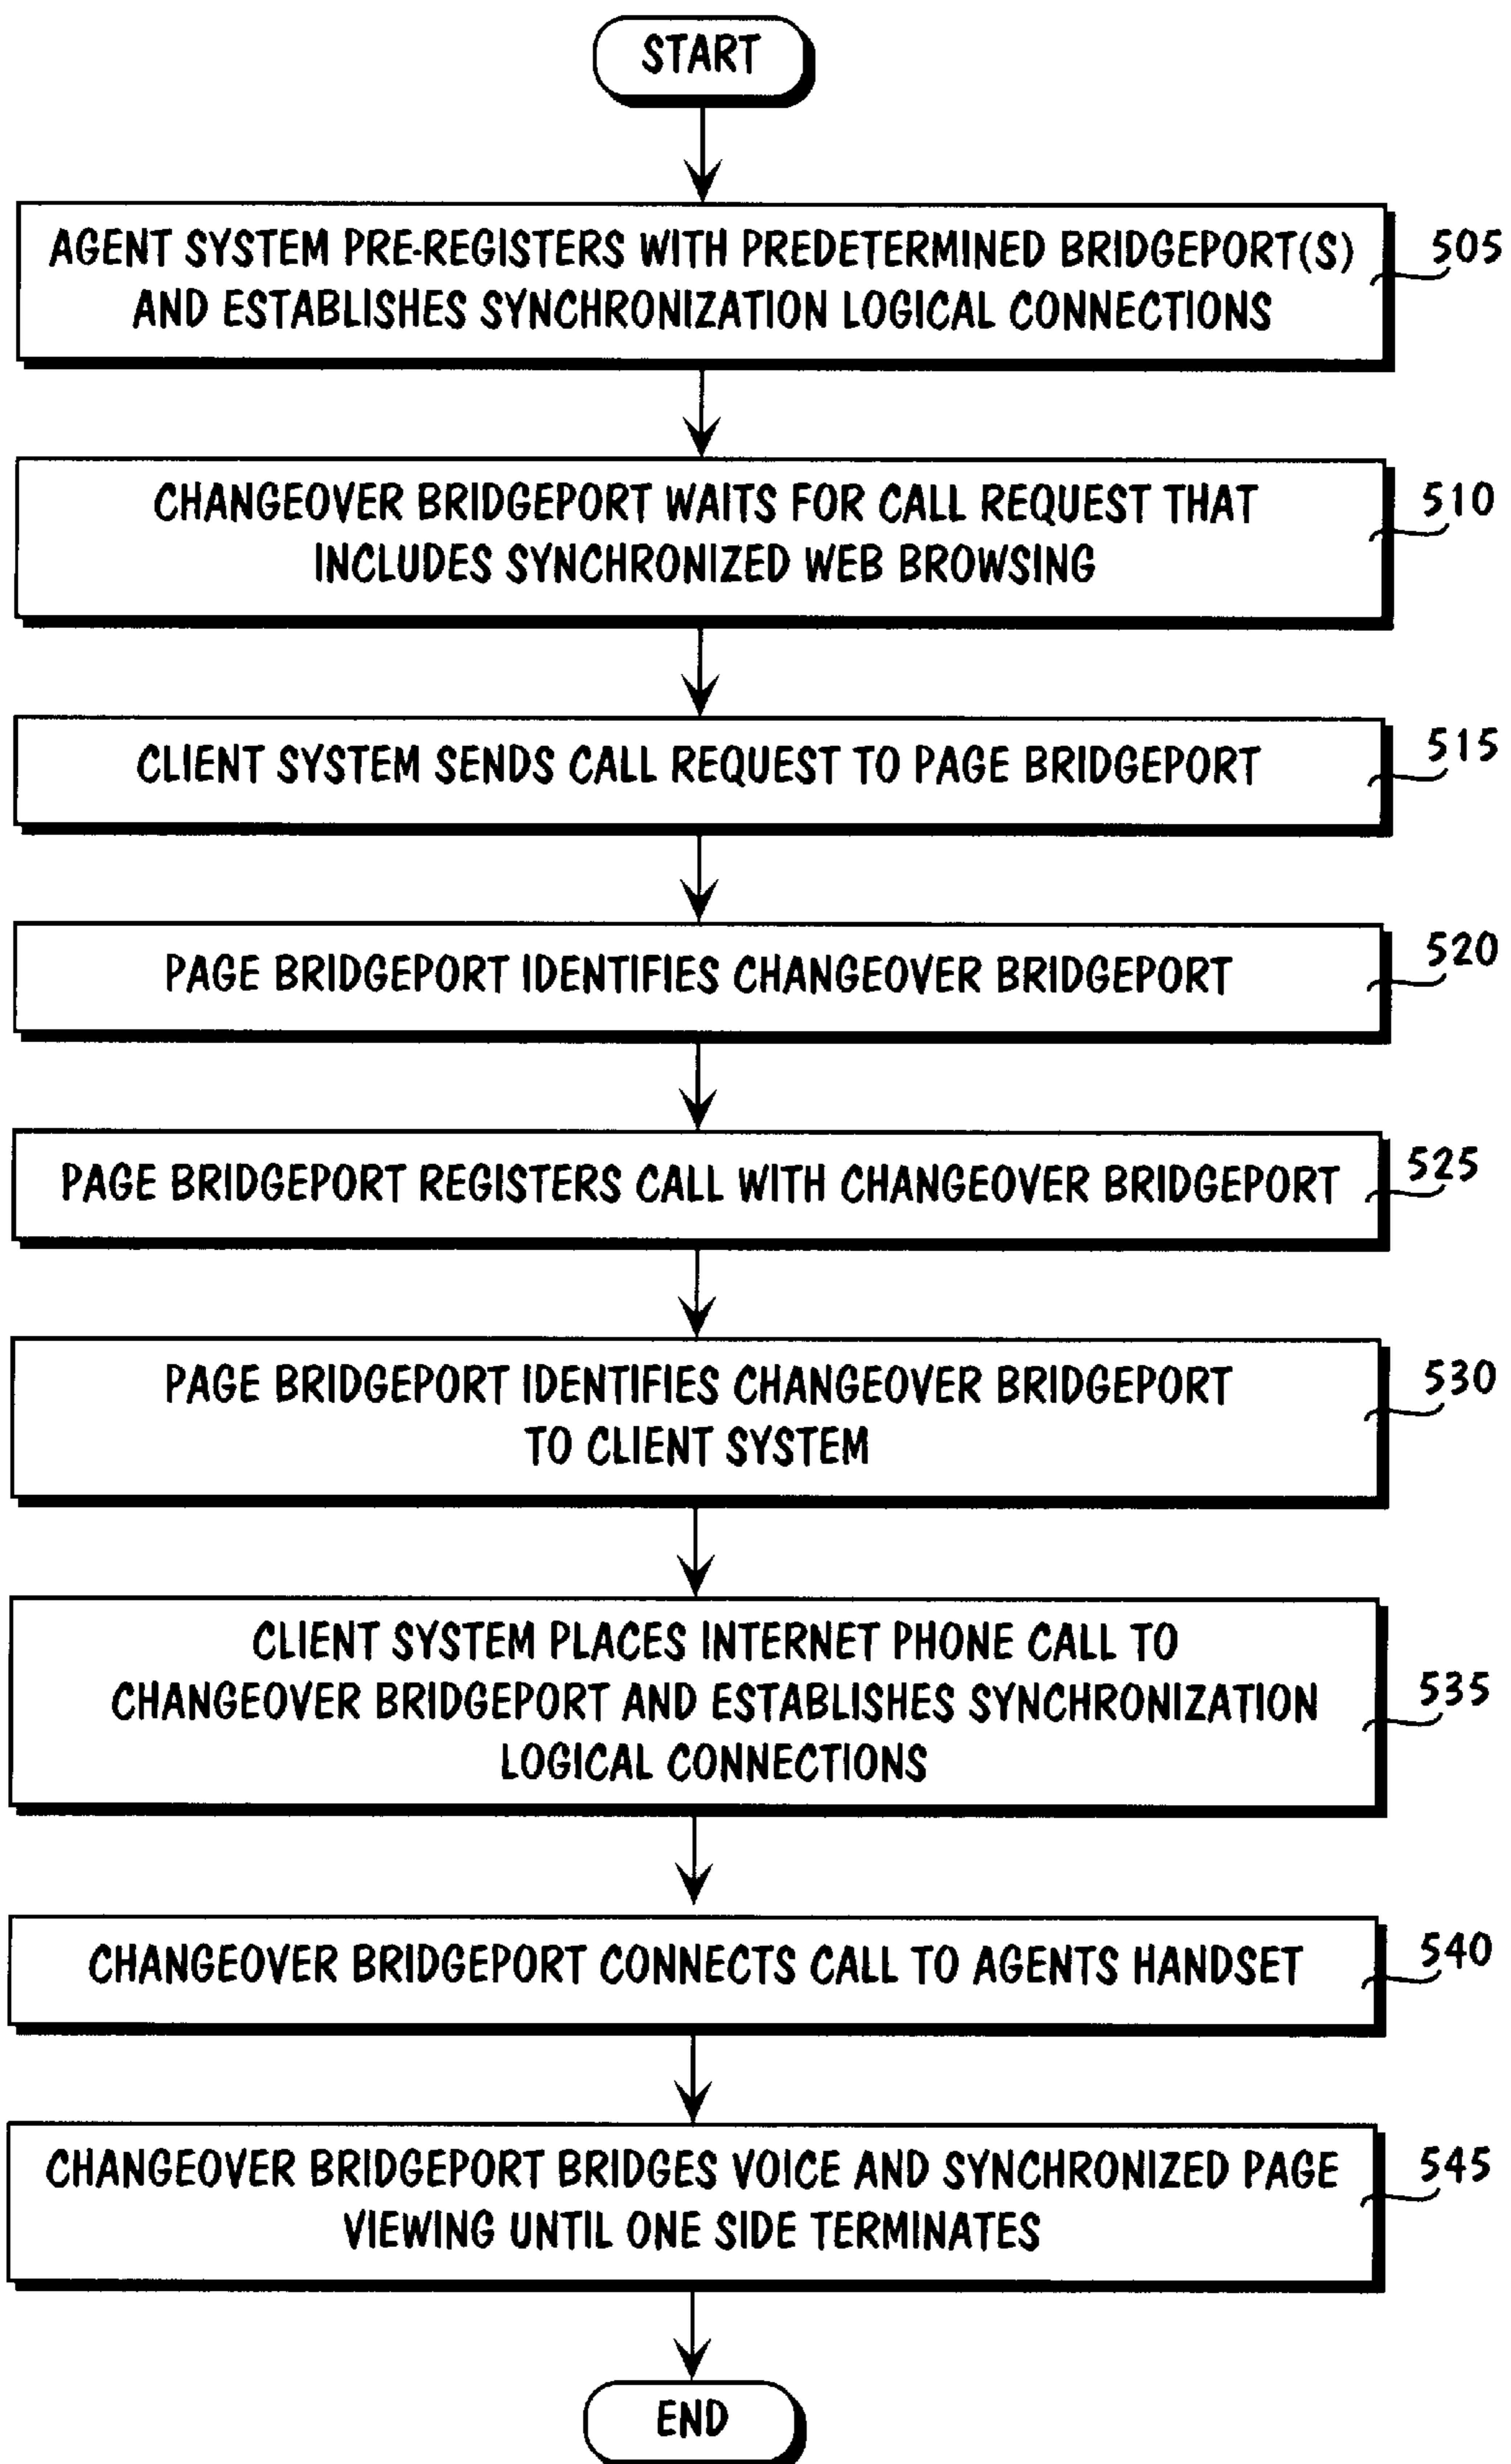 START
AGENT SYSTEM PRE-REGISTERS WITH PREDETERMINED BRIDGEPORT(S)
AND ESTABLISHES SYNCHRONIZATION LOGICAL CONNECTIONS
505
CHANGEOVER BRIDGEPORT WAITS FOR CALL REQUEST THAT
INCLUDES SYNCHRONIZED WEB BROWSING
510
CLIENT SYSTEM SENDS CALL REQUEST TO PAGE BRIDGEPORT
515
PAGE BRIDGEPORT IDENTIFIES CHANGEOVER BRIDGEPORT
520
PAGE BRIDGEPORT REGISTERS CALL WITH CHANGEOVER BRIDGEPORT
525
PAGE BRIDGEPORT IDENTIFIES CHANGEOVER BRIDGEPORT
TO CLIENT SYSTEM
530
CLIENT SYSTEM PLACES INTERNET PHONE CALL TO
CHANGEOVER BRIDGEPORT AND ESTABLISHES SYNCHRONIZATION
LOGICAL CONNECTIONS
535
CHANGEOVER BRIDGEPORT CONNECTS CALL TO AGENTS HANDSET
540
CHANGEOVER BRIDGEPORT BRIDGES VOICE AND SYNCHRONIZED PAGE
VIEWING UNTIL ONE SIDE TERMINATES
545
END